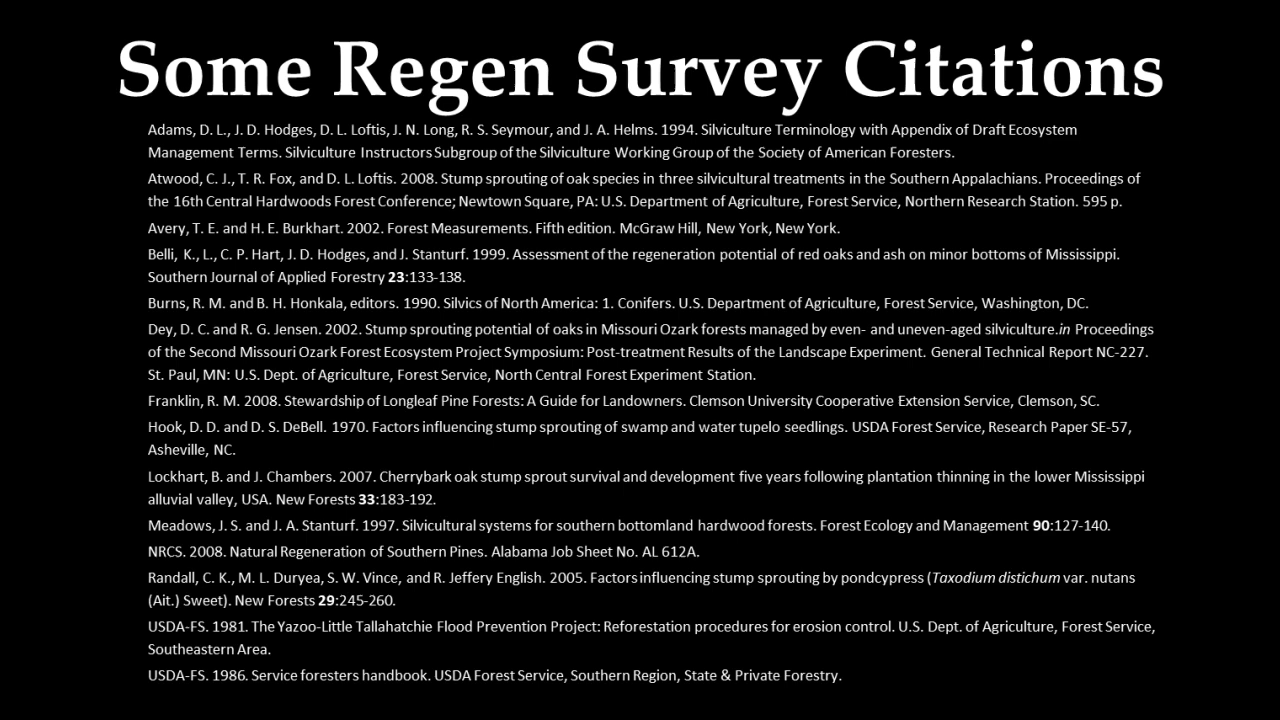 Some Regen Survey Citations
Adams, D. L., J. D. Hodges, D. L. Loftis, J. N. Long, R. S. Seymour, and J. A. Helms. 1994. Silviculture Terminology with Appendix of Draft Ecosystem
Management Terms. Silviculture Instructors Subgroup of the Silviculture Working Group of the Society of American Foresters.
Atwood, C. J., T. R. Fox, and D. L. Loftis. 2008. Stump sprouting of oak species in three silvicultural treatments in the Southern Appalachians. Proceedings of
the 16th Central Hardwoods Forest Conference; Newtown Square, PA: U.S. Department of Agriculture, Forest Service, Northern Research Station. 595 p.
Avery, T. E. and H. E. Burkhart. 2002. Forest Measurements. Fifth edition. McGraw Hill, New York, New York.
Belli, K., L., C. P. Hart, J. D. Hodges, and J. Stanturf. 1999. Assessment of the regeneration potential of red oaks and ash on minor bottoms of Mississippi.
Southern Journal of Applied Forestry 23:133-138.
Burns, R. M. and B. H. Honkala, editors. 1990. Silvics of North America: 1. Conifers. U.S. Department of Agriculture, Forest Service, Washington, DC.
Dey, D. C. and R. G. Jensen. 2002. Stump sprouting potential of oaks in Missouri Ozark forests managed by even- and uneven-aged silviculture.in Proceedings
of the Second Missouri Ozark Forest Ecosystem Project Symposium: Post-treatment Results of the Landscape Experiment. General Technical Report NC-227.
St. Paul, MN: U.S. Dept. of Agriculture, Forest Service, North Central Forest Experiment Station.
Franklin, R. M. 2008. Stewardship of Longleaf Pine Forests: A Guide for Landowners. Clemson University Cooperative Extension Service, Clemson, SC.
Hook, D. D. and D. S. DeBell. 1970. Factors influencing stump sprouting of swamp and water tupelo seedlings. USDA Forest Service, Research Paper SE-57,
Asheville, NC.
Lockhart, B. and J. Chambers. 2007. Cherrybark oak stump sprout survival and development five years following plantation thinning in the lower Mississippi
alluvial valley, USA. New Forests 33:183-192.
Meadows, J. S. and J. A. Stanturf. 1997. Silvicultural systems for southern bottomland hardwood forests. Forest Ecology and Management 90:127-140.
NRCS. 2008. Natural Regeneration of Southern Pines. Alabama Job Sheet No. AL 612A.
Randall, C. K., M. L. Duryea, S. W. Vince, and R. Jeffery English. 2005. Factors influencing stump sprouting by pondcypress (Taxodium distichum var. nutans
(Ait.) Sweet). New Forests 29:245-260.
USDA-FS. 1981. The Yazoo-Little Tallahatchie Flood Prevention Project: Reforestation procedures for erosion control. U.S. Dept. of Agriculture, Forest Service,
Southeastern Area.
USDA-FS. 1986. Service foresters handbook. USDA Forest Service, Southern Region, State & Private Forestry.